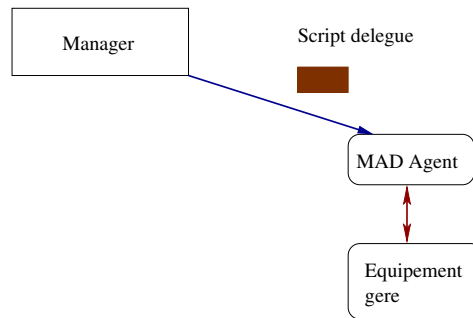 Manager
Script delegue
MAD Agent
Equipement
gere